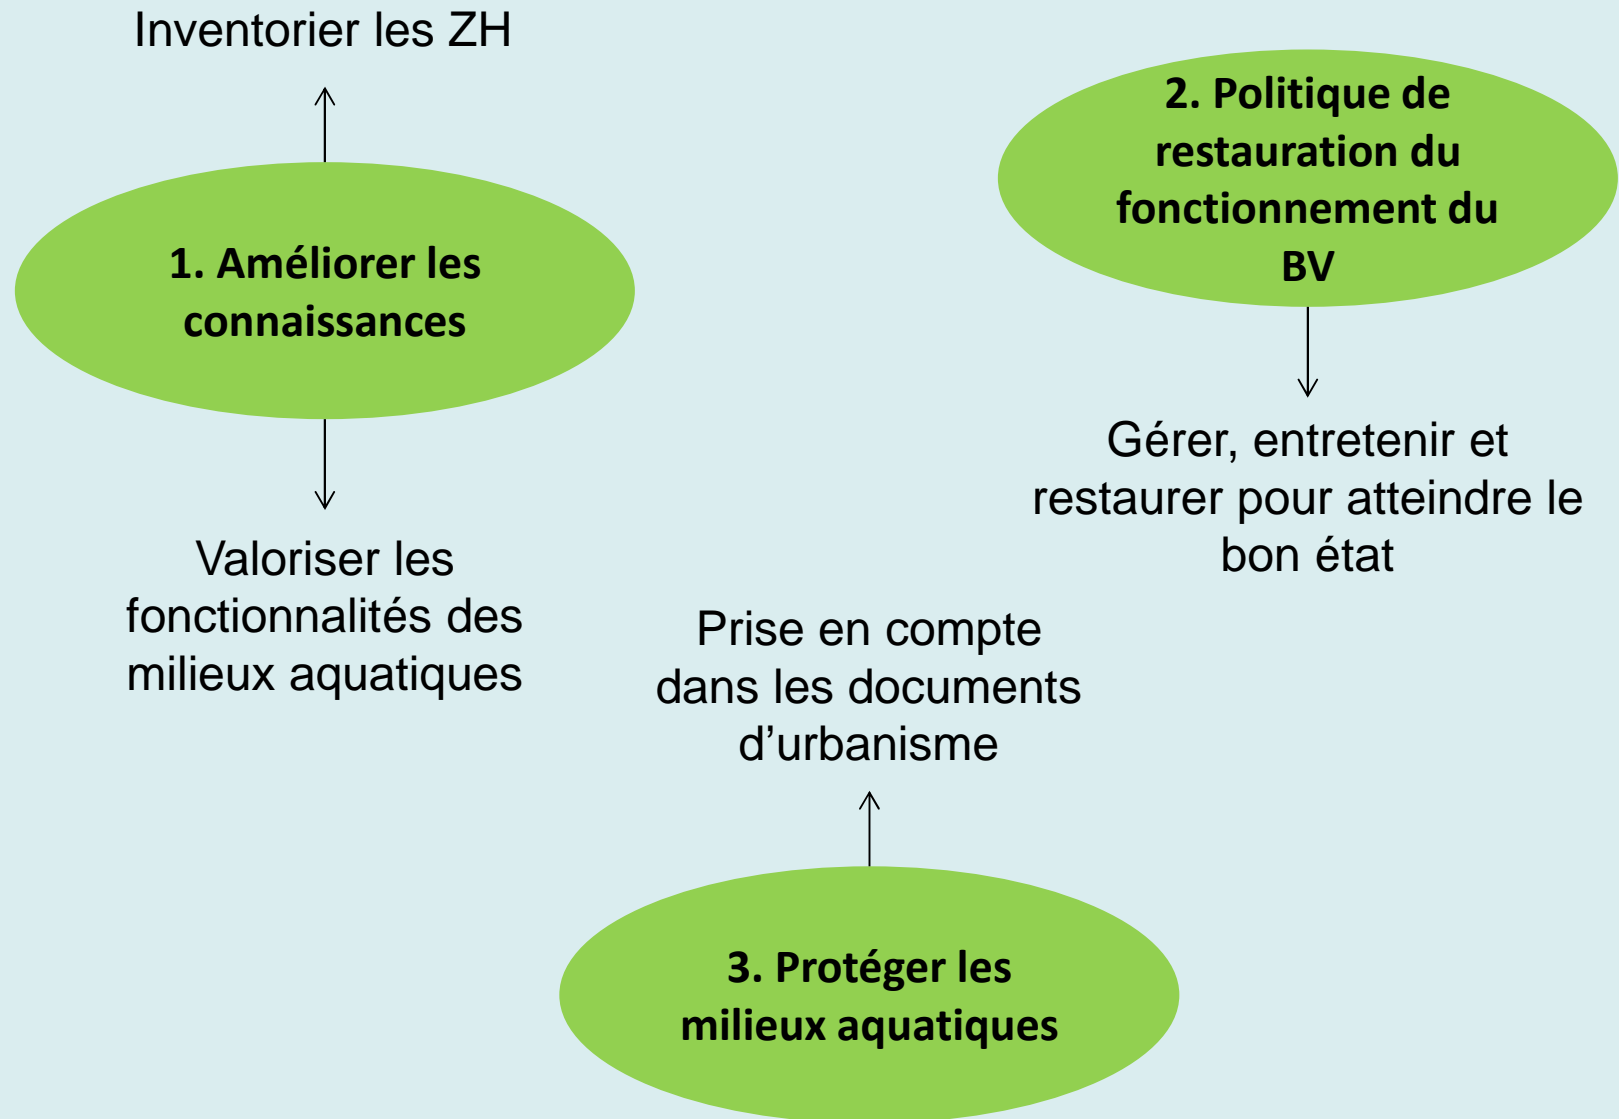 Inventorier les ZH
1. Améliorer les
connaissances
Valoriser les
fonctionnalités des
milieux aquatiques
2. Politique de
restauration du
fonctionnement du
BV
Gérer, entretenir et
restaurer pour atteindre le
bon état
Prise en compte
dans les documents
d’urbanisme
3. Protéger les
milieux aquatiques